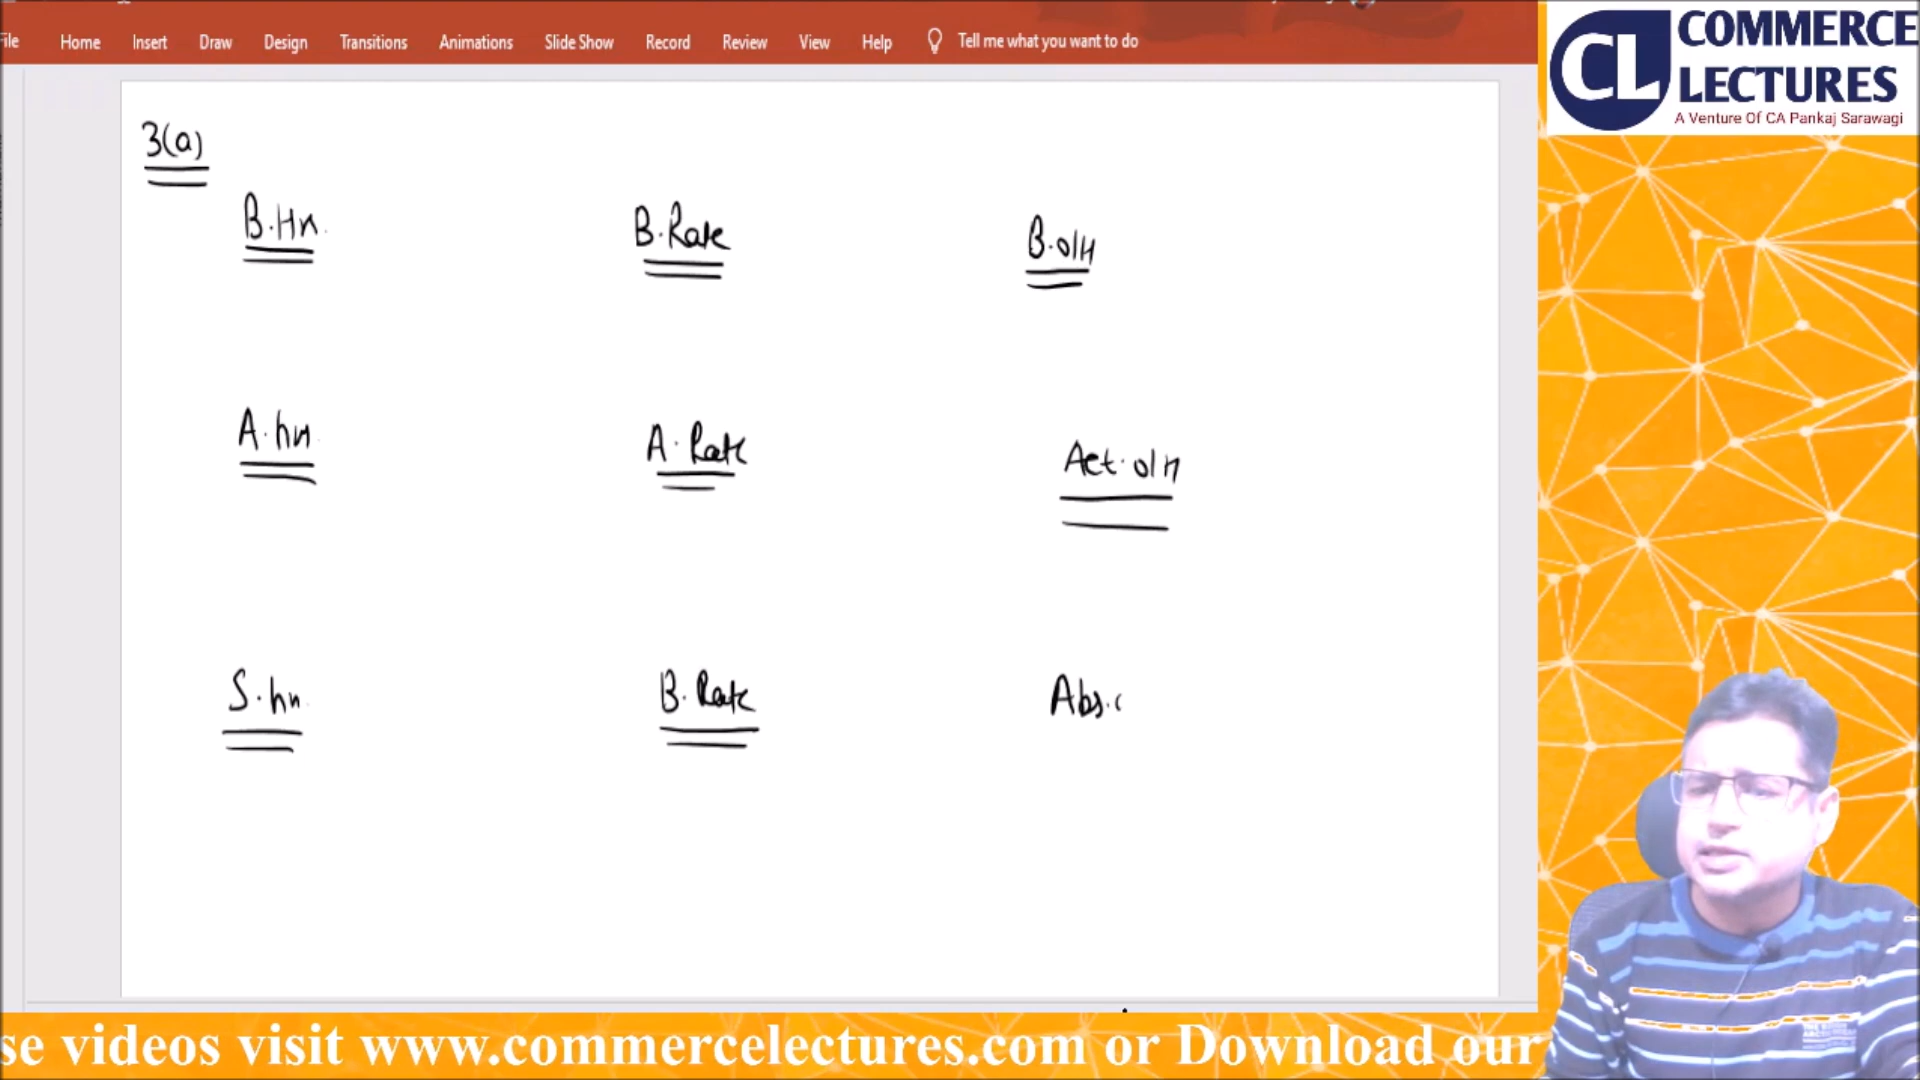 File Home Insert Draw Design Transitions Animations Slide Show Record Review View Help Tell me what you want to do
CL COMMERCE
LECTURES
A Venture Of CA Pankaj Sarawagi
3(a)
B.Hr. B.Rate B.o/H
A.hr. A.Rate Act.o/H
S.hr. B.Rate Abs.
se videos visit www.commercelectures.com or Download our